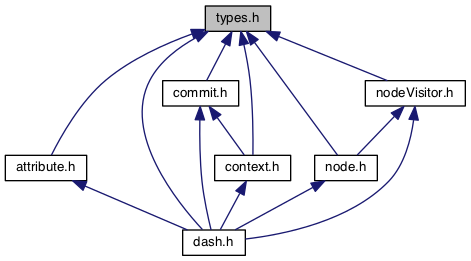 types.h
commit.h
nodeVisitor.h
attribute.h
context.h
node.h
dash.h